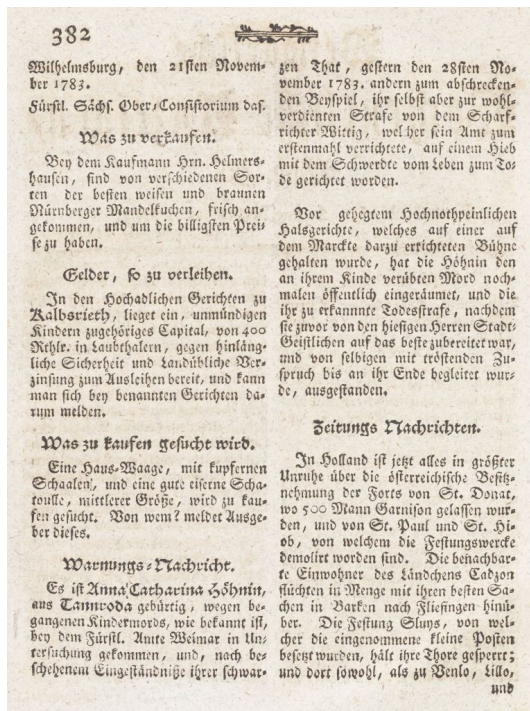 382
Wilhelmsburg, den 21sten Novem-
ber 1783.
Fürstl. Sächs. Ober-Consistorium das.
Was zu verkaufen.
Bey dem Kaufmann Hrn. Helmers-
hausen, sind von verschiedenen Sor-
ten der besten weisen und braunen
Nürnberger Mandelkuchen, frisch an-
gekommen, und um die billigsten Prei-
se zu haben.
Gelder, so zu verleihen.
In den Hochadlichen Gerichten zu
Kalbsrieth, lieget ein, unmündigen
Kindern zugehöriges Capital, von 400
Rthlr. in Laubthalern, gegen hinläng-
liche Sicherheit und Landübliche Ver-
zinsung zum Ausleihen bereit, und kann
man sich bey benannten Gerichten da-
rum melden.
Was zu kaufen gesucht wird.
Eine Haus-Waage, mit kupfernen
Schaalen, und eine gute eiserne Scha-
toulle, mittlerer Größe, wird zu kau-
fen gesucht. Von wem? meldet Ausge-
ber dieses.
Warnungs-Nachricht.
Es ist Anna Catharina Höhnin,
aus Tannroda gebürtig, wegen be-
gangenen Kindermords, wie bekannt ist,
bey dem Fürstl. Amte Weimar in Un-
tersuchung gekommen, und, nach be-
schehenem Eingeständniße ihrer schwar-
zen That, gestern den 28sten No-
vember 1783. andern zum abschrecken-
den Beyspiel, ihr selbst aber zur wohl-
verdienten Strafe von dem Scharf-
richter Wittig, welcher sein Amt zum
erstenmahl verrichtete, auf einem Hieb
mit dem Schwerdte vom Leben zum To-
de gerichtet worden.
Vor gehegtem Hochnothpeinlichen
Halsgerichte, welches auf einer auf
dem Marckte darzu errichteten Bühne
gehalten wurde, hat die Höhnin den
an ihrem Kinde verübten Mord noch-
malen öffentlich eingeräumet, und die
ihr zu erkannte Todesstrafe, nachdem
sie zuvor von den hiesigen Herren Stadt-
Geistlichen auf das beste zubereitet war,
und von selbigen mit tröstenden Zu-
spruch bis an ihr Ende begleitet wur-
de, ausgestanden.
Zeitungs Nachrichten.
In Holland ist jetzt alles in größter
Unruhe über die österreichische Besitz-
nehmung der Forts von St. Donat,
wo 500 Mann Garnison gelassen wur-
den, und von St. Paul und St. Hi-
ob, von welchem die Festungswercke
demolirt worden sind. Die benachbar-
te Einwohner des Ländchens Cadzon
flüchten in Menge mit ihren besten Sa-
chen in Barken nach Fliessingen hinü-
ber. Die Festung Sluys, von wel-
cher die eingenommene kleine Posten
besetzt wurden, hält ihre Thore gesperrt;
und dort sowohl, als zu Venlo, Lillo,
und